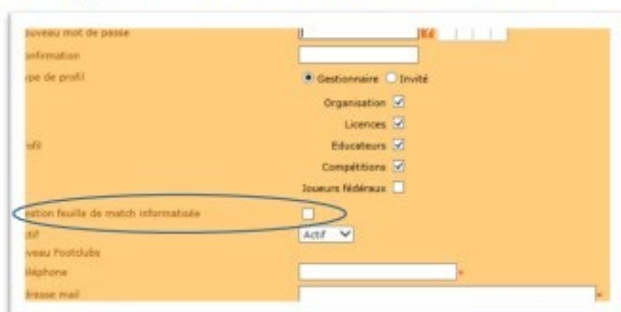 ouveau mot de passe
onfirmation
ype de profil Gestionnaire Invité
Organisation
Licences
ofil Educateurs
Compétitions
Joueurs fédéraux
estion feuille de match informatisée
ctif Actif
iveau Footclubs
éléphone *
dresse mail *